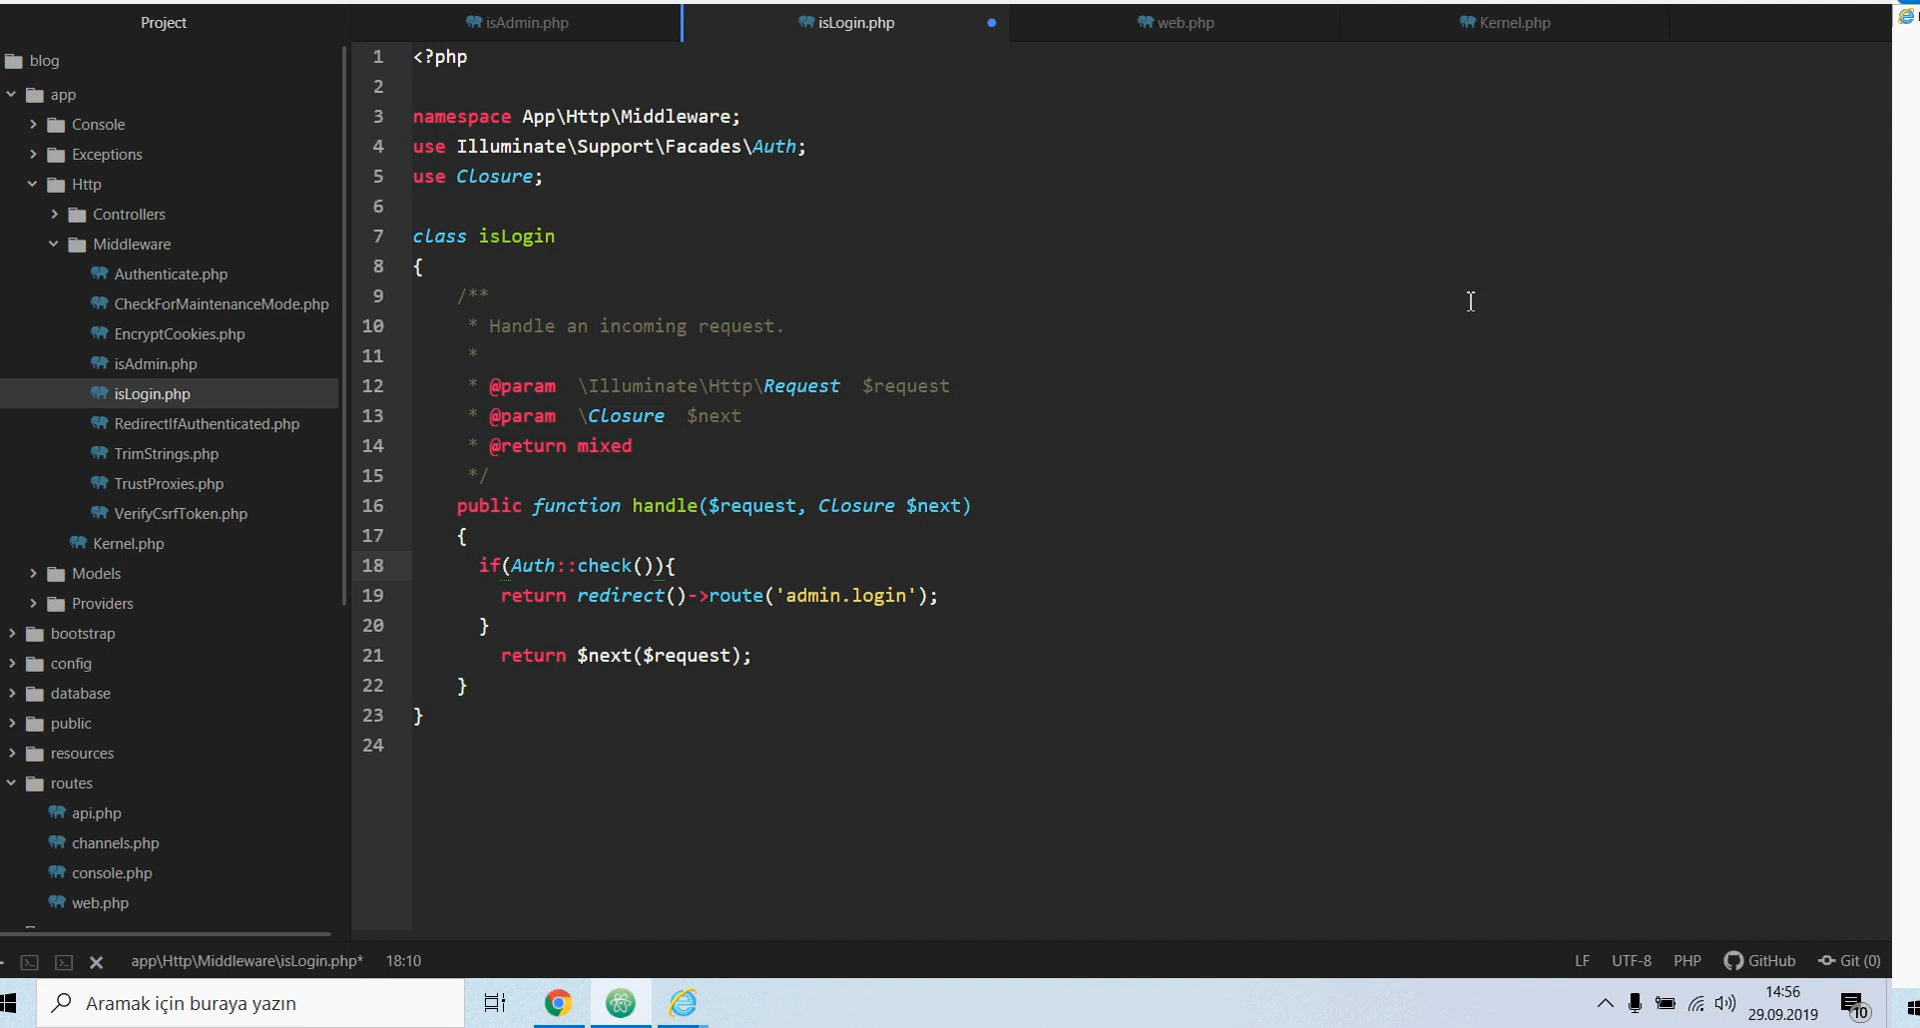 Project
isAdmin.php
isLogin.php
web.php
Kernel.php
blog
app
Console
Exceptions
Http
Controllers
Middleware
Authenticate.php
CheckForMaintenanceMode.php
EncryptCookies.php
isAdmin.php
isLogin.php
RedirectIfAuthenticated.php
TrimStrings.php
TrustProxies.php
VerifyCsrfToken.php
Kernel.php
Models
Providers
bootstrap
config
database
public
resources
routes
api.php
channels.php
console.php
web.php
1 <?php
2
3 namespace App\Http\Middleware;
4 use Illuminate\Support\Facades\Auth;
5 use Closure;
6
7 class isLogin
8 {
9 /**
10 * Handle an incoming request.
11 *
12 * @param \Illuminate\Http\Request $request
13 * @param \Closure $next
14 * @return mixed
15 */
16 public function handle($request, Closure $next)
17 {
18 if(Auth::check()){
19 return redirect()->route('admin.login');
20 }
21 return $next($request);
22 }
23 }
24
app\Http\Middleware\isLogin.php* 18:10
LF UTF-8 PHP GitHub Git (0)
Aramak için buraya yazın
14:56
29.09.2019
10